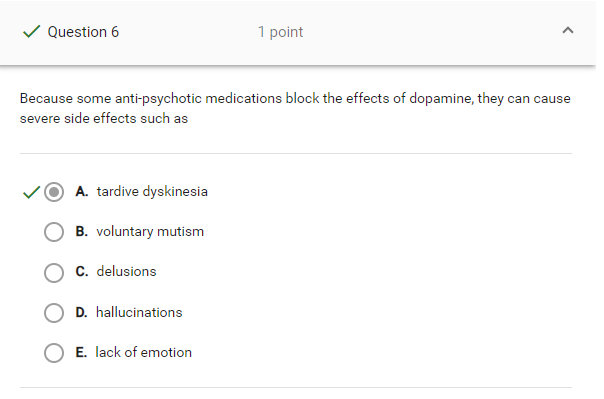 Question 6 1 point
Because some anti-psychotic medications block the effects of dopamine, they can cause
severe side effects such as
A. tardive dyskinesia
B. voluntary mutism
C. delusions
D. hallucinations
E. lack of emotion